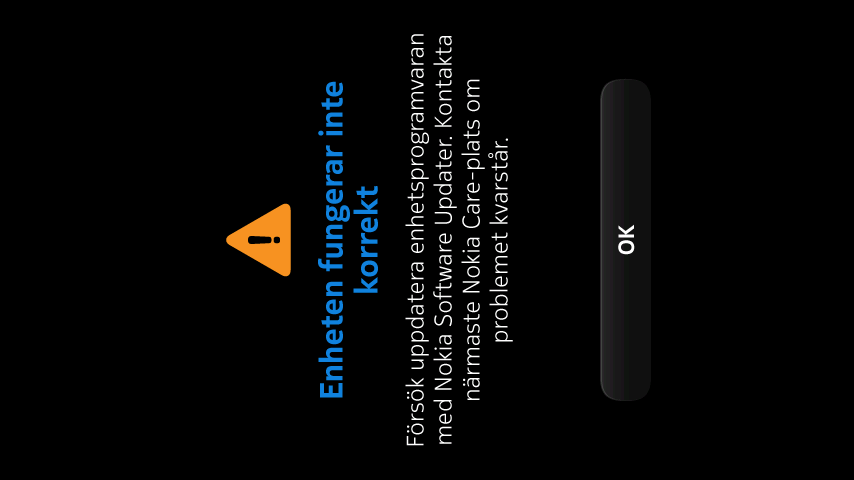 Enheten fungerar inte
korrekt
Försök uppdatera enhetsprogramvaran
med Nokia Software Updater. Kontakta
närmaste Nokia Care-plats om
problemet kvarstår.
OK